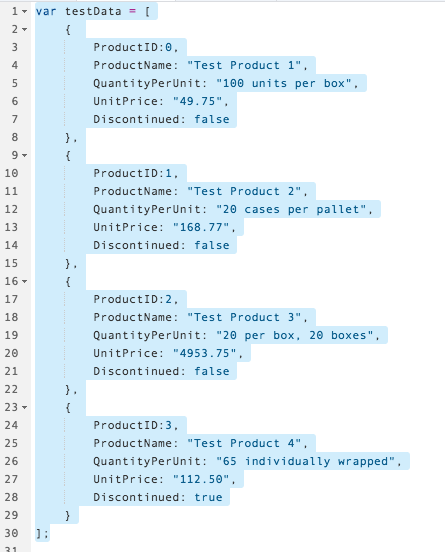 1 var testData = [
2 {
3 ProductID:0,
4 ProductName: "Test Product 1",
5 QuantityPerUnit: "100 units per box",
6 UnitPrice: "49.75",
7 Discontinued: false
8 },
9 {
10 ProductID:1,
11 ProductName: "Test Product 2",
12 QuantityPerUnit: "20 cases per pallet",
13 UnitPrice: "168.77",
14 Discontinued: false
15 },
16 {
17 ProductID:2,
18 ProductName: "Test Product 3",
19 QuantityPerUnit: "20 per box, 20 boxes",
20 UnitPrice: "4953.75",
21 Discontinued: false
22 },
23 {
24 ProductID:3,
25 ProductName: "Test Product 4",
26 QuantityPerUnit: "65 individually wrapped",
27 UnitPrice: "112.50",
28 Discontinued: true
29 }
30 ];
31